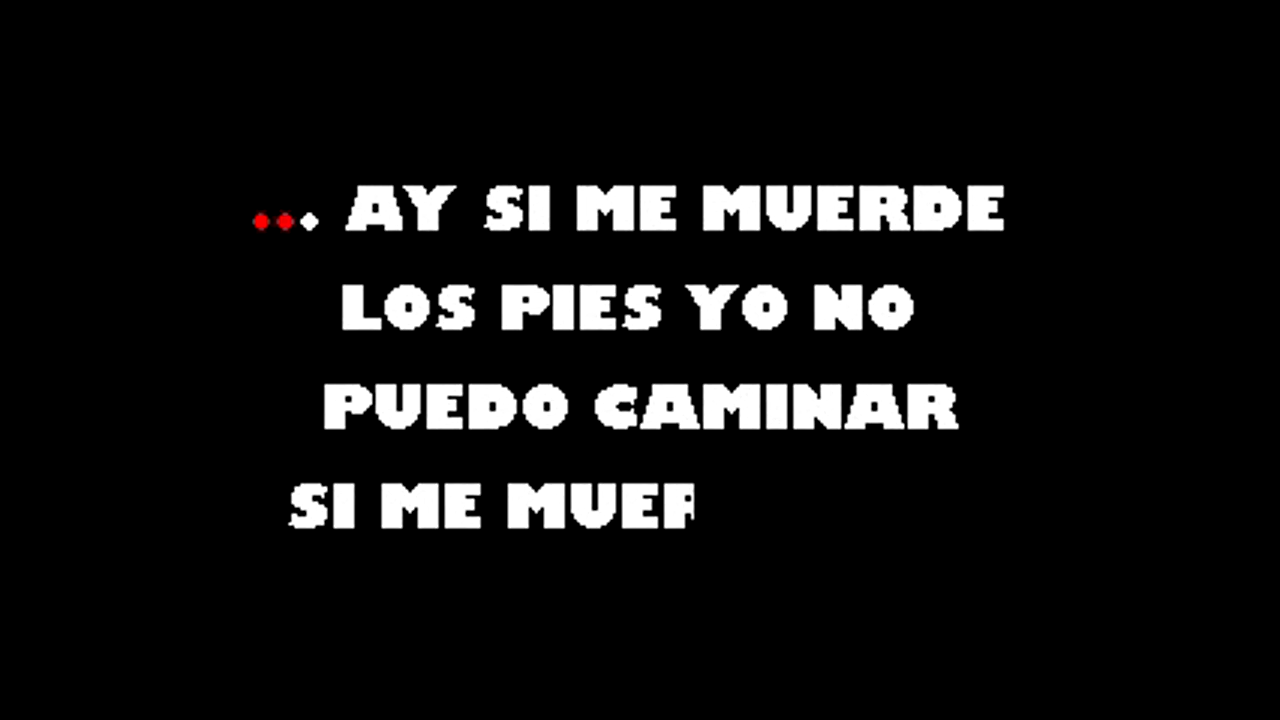 ... AY SI ME MUERDE
LOS PIES YO NO
PUEDO CAMINAR
SI ME